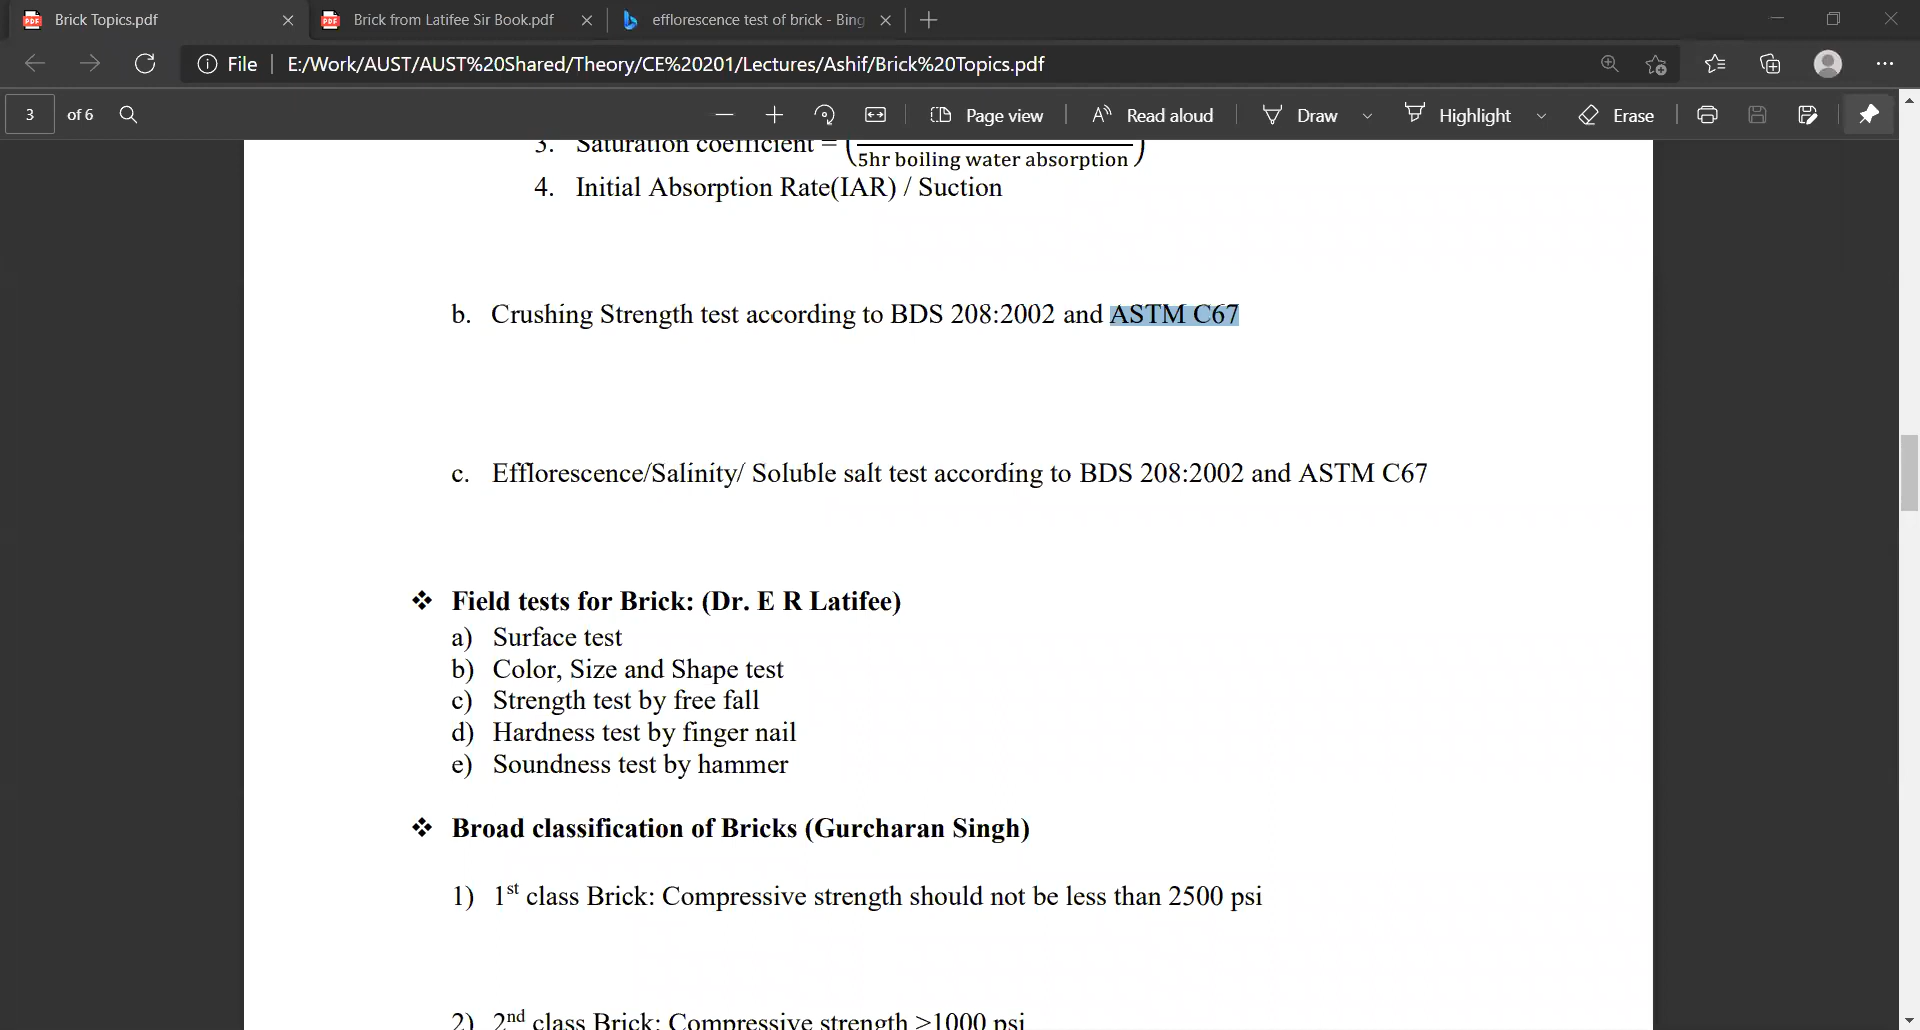 Brick Topics.pdf
Brick from Latifee Sir Book.pdf
efflorescence test of brick - Bing
File
E:/Work/AUST/AUST%20Shared/Theory/CE%20201/Lectures/Ashif/Brick%20Topics.pdf
3 of 6
Page view
Read aloud
Draw
Highlight
Erase
3. Saturation coefficient = (
5hr boiling water absorption )
4. Initial Absorption Rate(IAR) / Suction
b. Crushing Strength test according to BDS 208:2002 and ASTM C67
c. Efflorescence/Salinity/ Soluble salt test according to BDS 208:2002 and ASTM C67
❖ Field tests for Brick: (Dr. E R Latifee)
a) Surface test
b) Color, Size and Shape test
c) Strength test by free fall
d) Hardness test by finger nail
e) Soundness test by hammer
❖ Broad classification of Bricks (Gurcharan Singh)
1) 1st class Brick: Compressive strength should not be less than 2500 psi
2) 2nd class Brick: Compressive strength >1000 psi